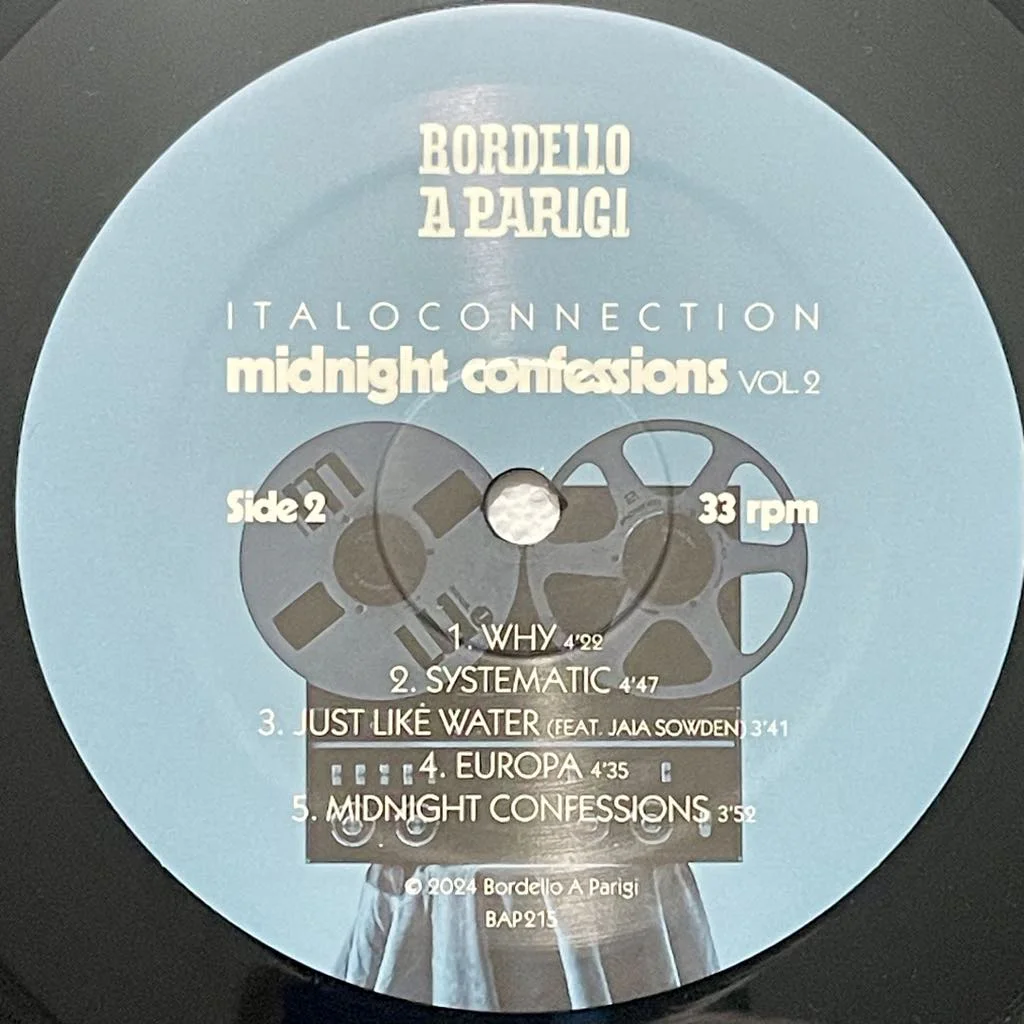 BORDELLO
A PARIGI
ITALOCONNECTION
midnight confessions VOL. 2
Side 2 33 rpm
1. WHY 4'22
2. SYSTEMATIC 4'47
3. JUST LIKE WATER (FEAT. JAIA SOWDEN) 3'41
4. EUROPA 4'35
5. MIDNIGHT CONFESSIONS 3'52
© 2024 Bordello A Parigi
BAP215